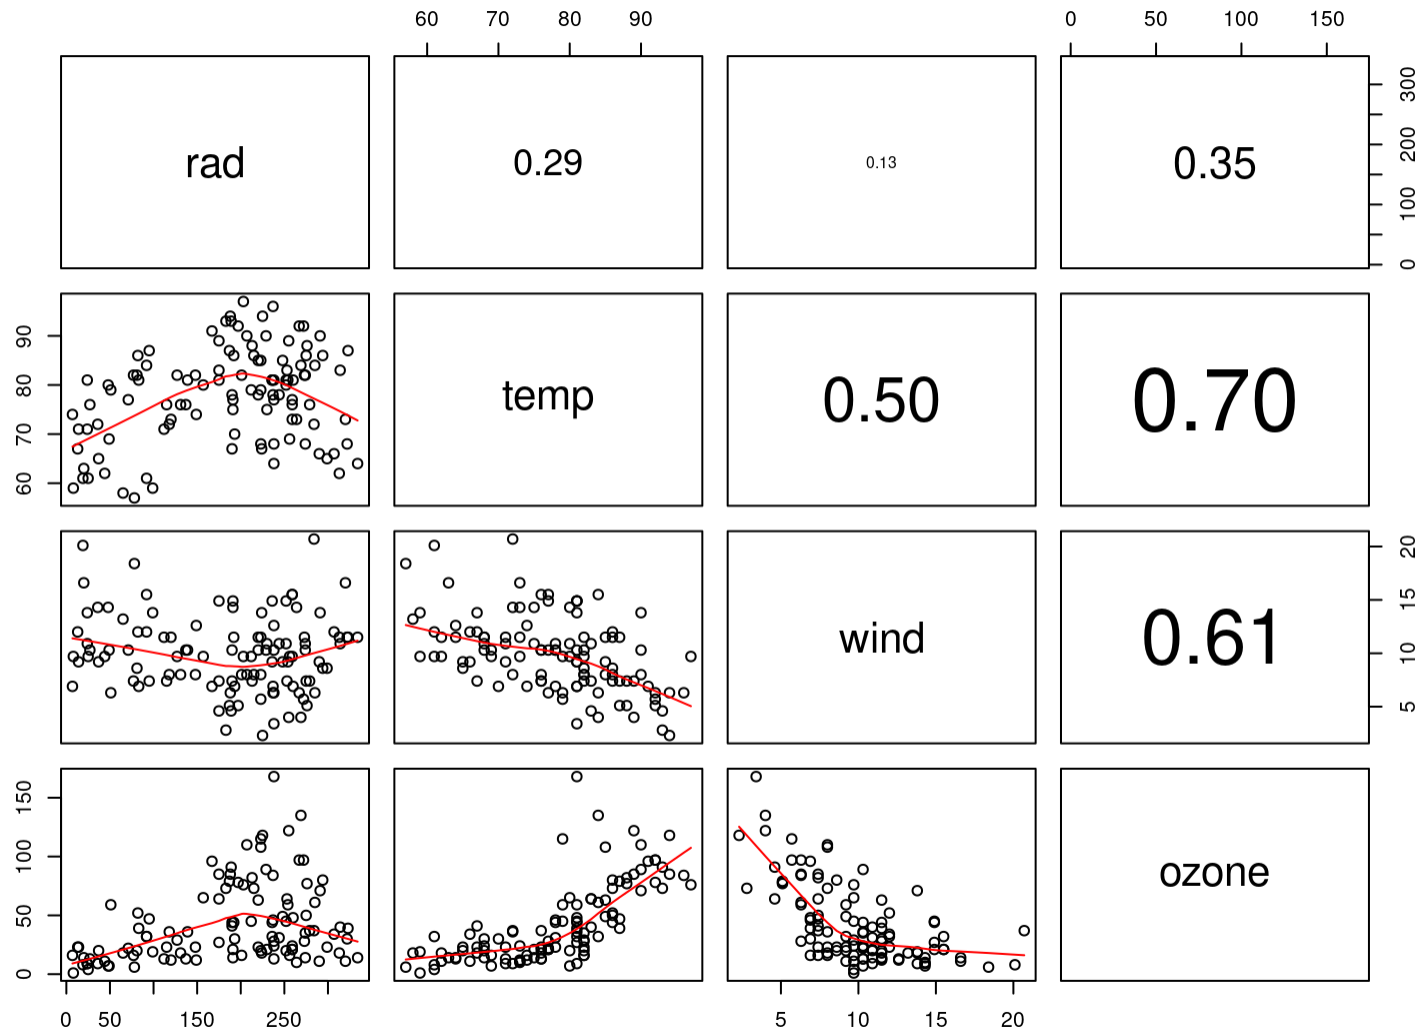 60 70 80 90 0 50 100 150
rad 0.29 0.13 0.35
0 100 200 300
60 70 80 90
temp 0.50 0.70
wind 0.61
5 10 15 20
0 50 100 150
ozone
0 50 150 250 5 10 15 20